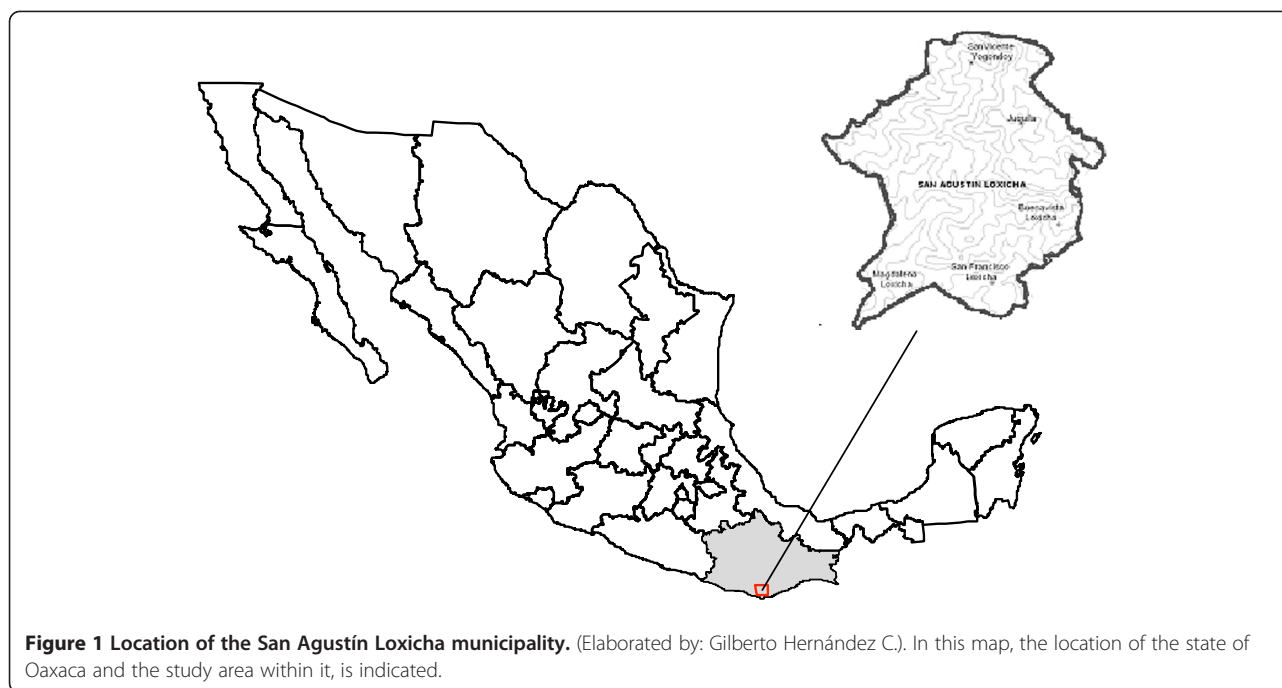 San Vicente
Yogondoy
Juquila
SAN AGUSTIN LOXICHA
Buenavista
Loxicha
San Francisco
Loxicha
Magdalena
Loxicha
Figure 1 Location of the San Agustín Loxicha municipality. (Elaborated by: Gilberto Hernández C.). In this map, the location of the state of
Oaxaca and the study area within it, is indicated.